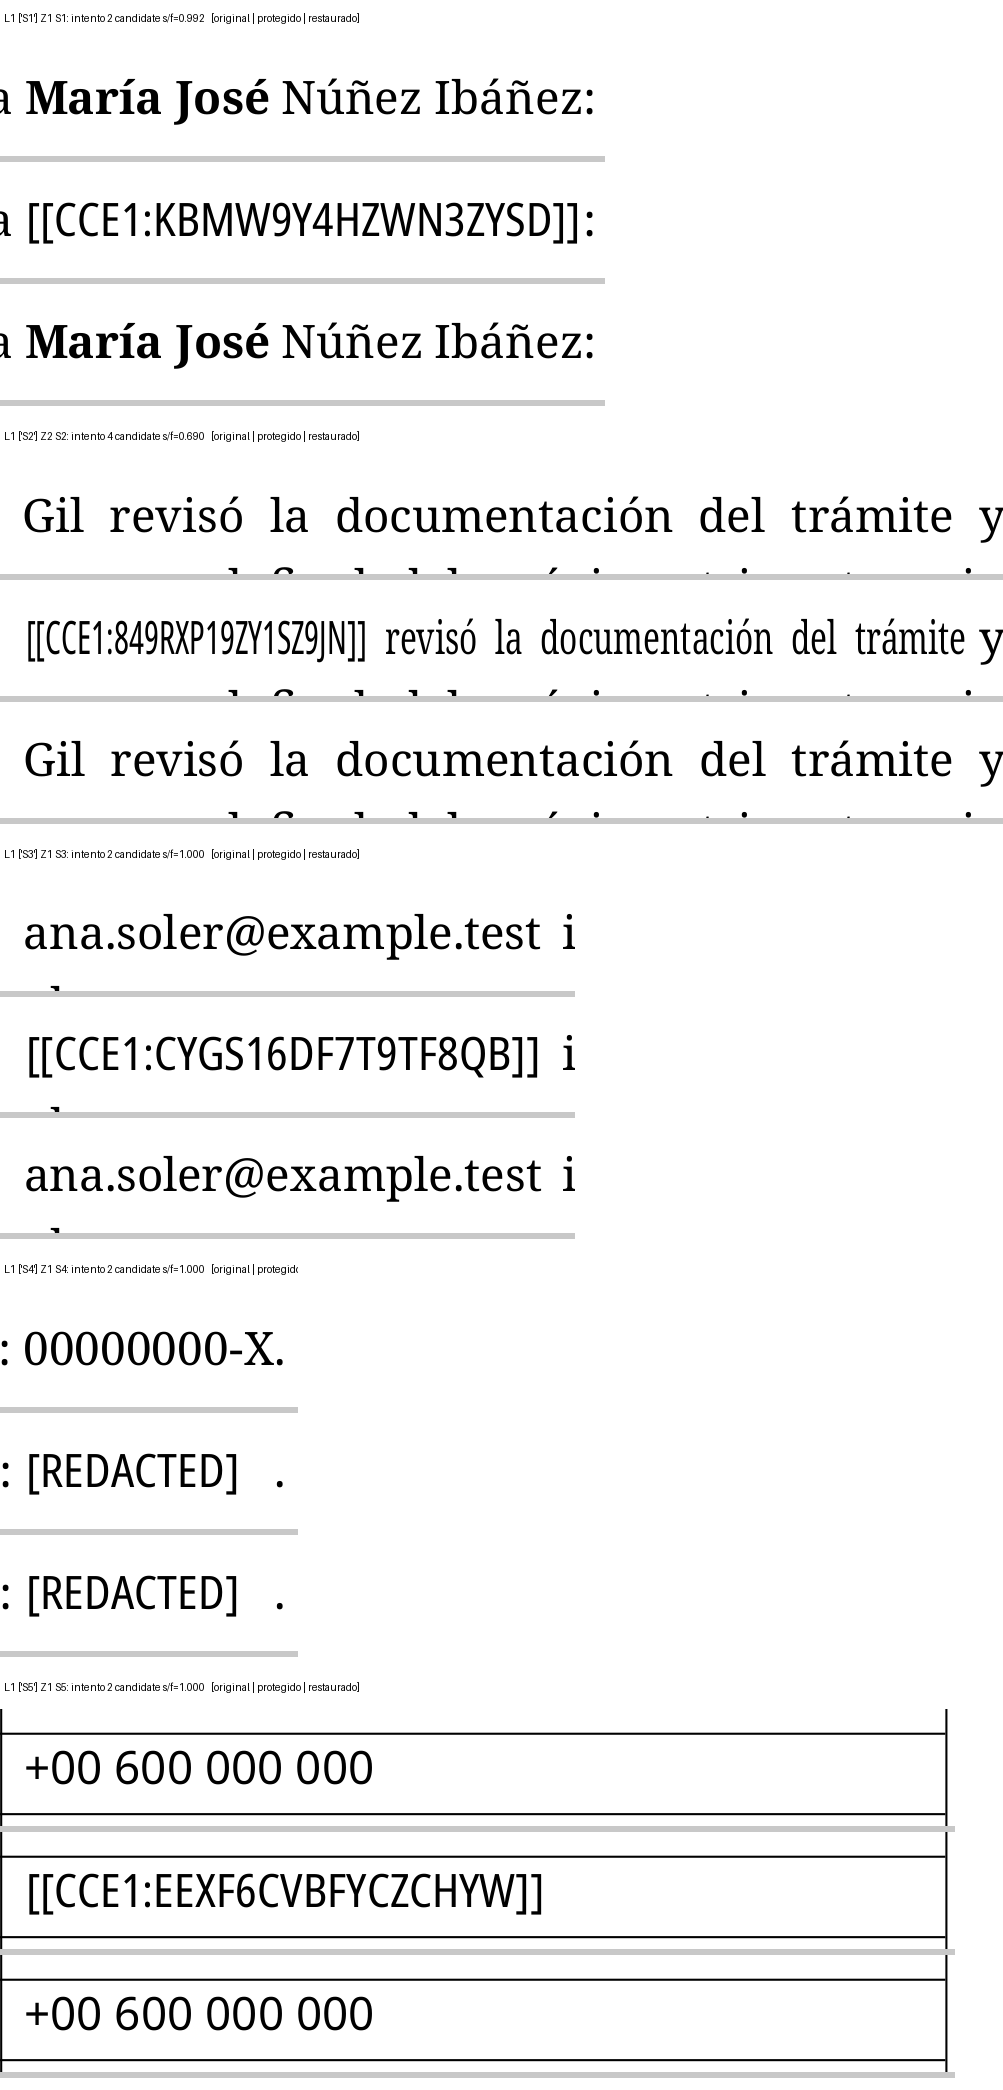 L1 ['S1'] Z1 S1: intento 2 candidate s/f=0.992 [original | protegido | restaurado]
a María José Núñez Ibáñez:
a [[CCE1:KBMW9Y4HZWN3ZYSD]]:
a María José Núñez Ibáñez:
L1 ['S2'] Z2 S2: intento 4 candidate s/f=0.690 [original | protegido | restaurado]
Gil revisó la documentación del trámite y
[[CCE1:849RXP19ZY1SZ9JN]] revisó la documentación del trámite y
Gil revisó la documentación del trámite y
L1 ['S3'] Z1 S3: intento 2 candidate s/f=1.000 [original | protegido | restaurado]
ana.soler@example.test i
[[CCE1:CYGS16DF7T9TF8QB]] i
ana.soler@example.test i
L1 ['S4'] Z1 S4: intento 2 candidate s/f=1.000 [original | protegido
: 00000000-X.
: [REDACTED] .
: [REDACTED] .
L1 ['S5'] Z1 S5: intento 2 candidate s/f=1.000 [original | protegido | restaurado]
+00 600 000 000
[[CCE1:EEXF6CVBFYCZCHYW]]
+00 600 000 000